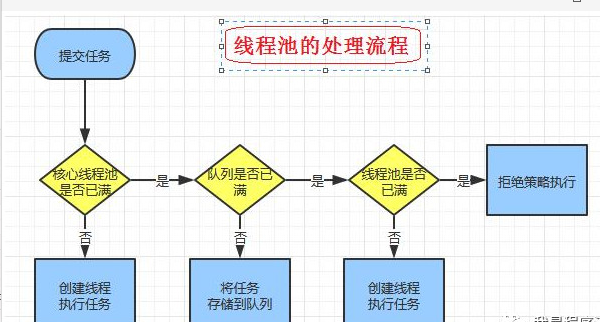 线程池的处理流程
提交任务
核心线程池
是否已满
是
队列是否已
满
是
线程池是否
已满
是
拒绝策略执行
否
否
否
创建线程
执行任务
将任务
存储到队列
创建线程
执行任务